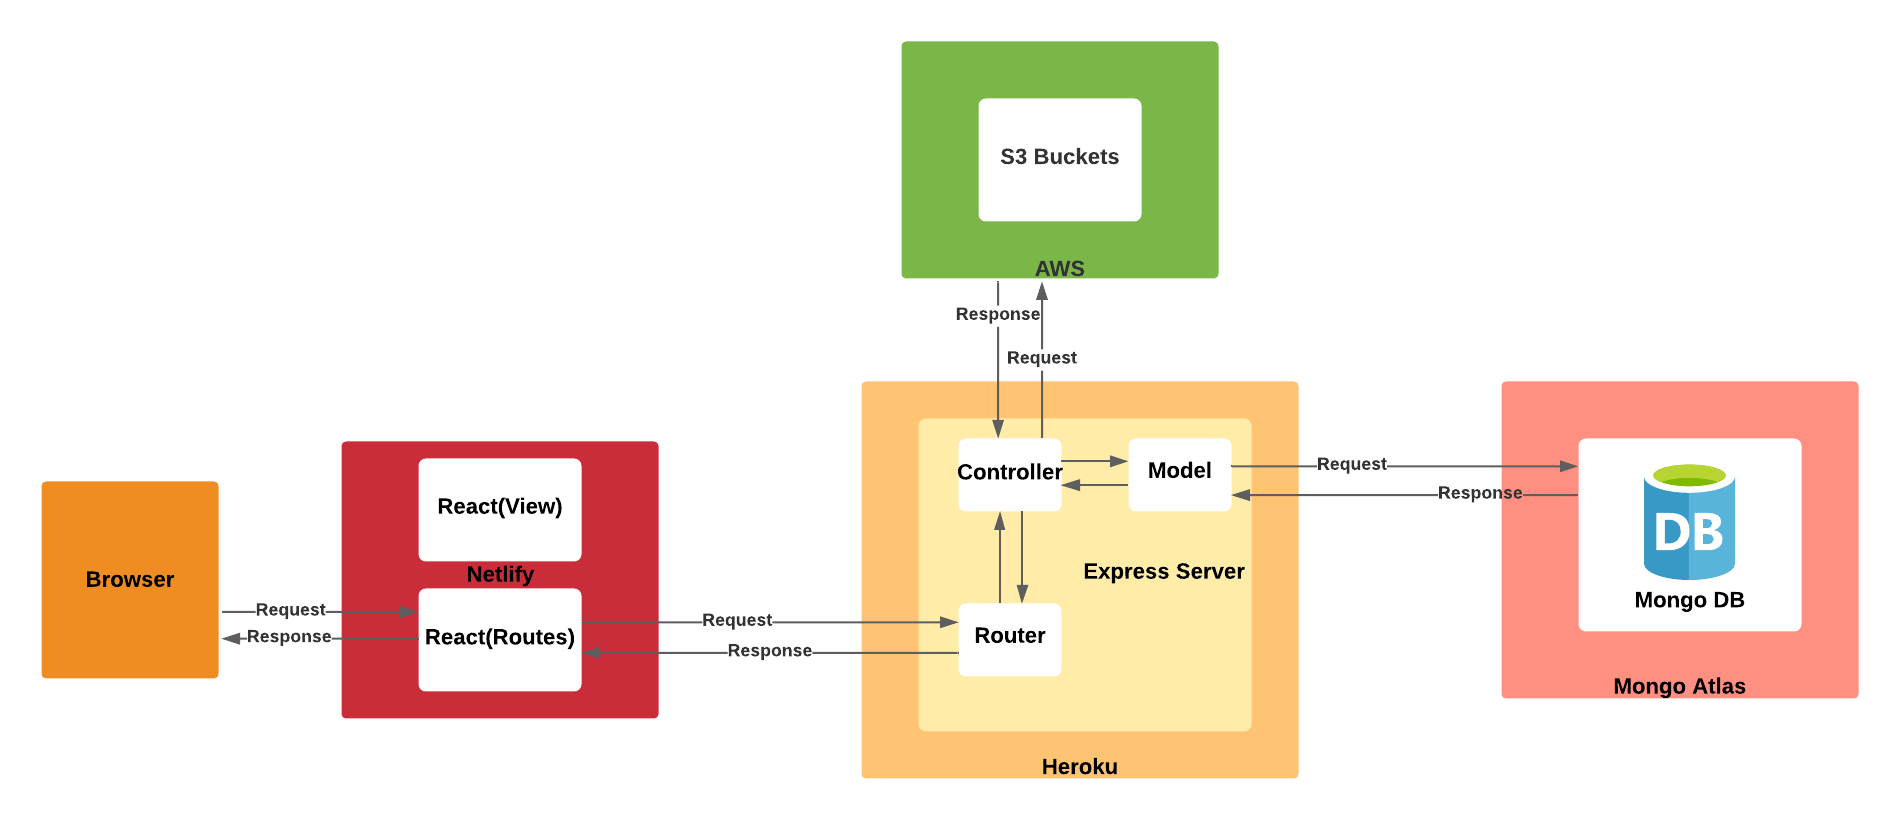 S3 Buckets
AWS
Response
Request
Controller
Model
Request
Response
DB
Mongo DB
Mongo Atlas
Express Server
Router
Heroku
React(View)
Netlify
React(Routes)
Request
Response
Browser
Request
Response